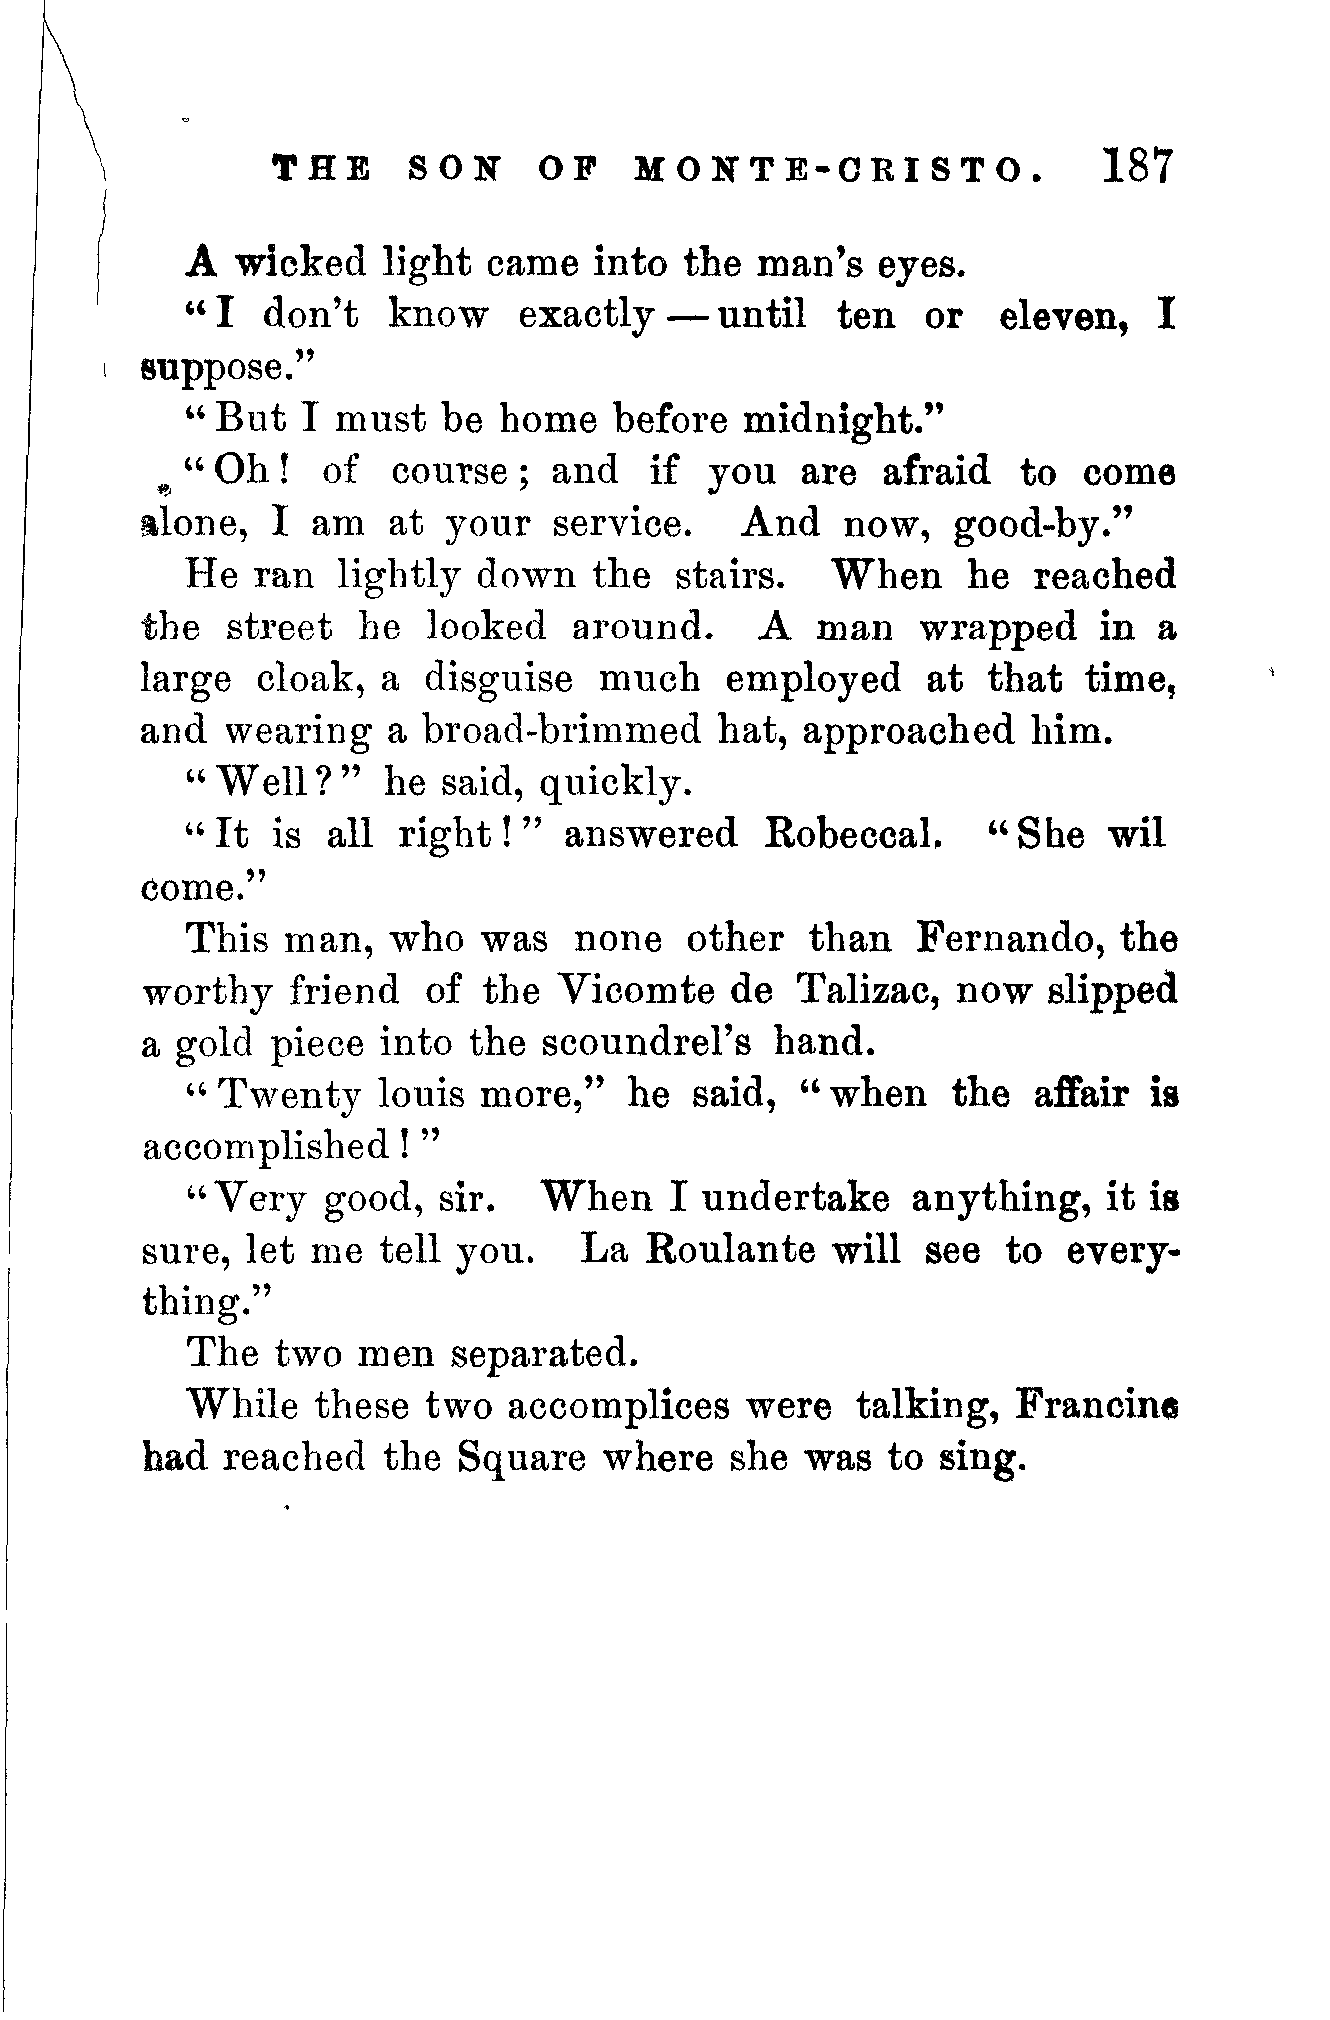 THE SON OF MONTE-CRISTO. 187
A wicked light came into the man's eyes.
"I don't know exactly—until ten or eleven, I
suppose."
"But I must be home before midnight."
"Oh! of course; and if you are afraid to come
alone, I am at your service. And now, good-by."
He ran lightly down the stairs. When he reached
the street he looked around. A man wrapped in a
large cloak, a disguise much employed at that time,
and wearing a broad-brimmed hat, approached him.
"Well?" he said, quickly.
"It is all right!" answered Robeccal. "She wil
come."
This man, who was none other than Fernando, the
worthy friend of the Vicomte de Talizac, now slipped
a gold piece into the scoundrel's hand.
"Twenty louis more," he said, "when the affair is
accomplished!"
"Very good, sir. When I undertake anything, it is
sure, let me tell you. La Roulante will see to every-
thing."
The two men separated.
While these two accomplices were talking, Francine
had reached the Square where she was to sing.